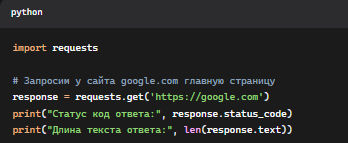 python
import requests
# Запросим у сайта google.com главную страницу
response = requests.get('https://google.com')
print("Статус код ответа:", response.status_code)
print("Длина текста ответа:", len(response.text))